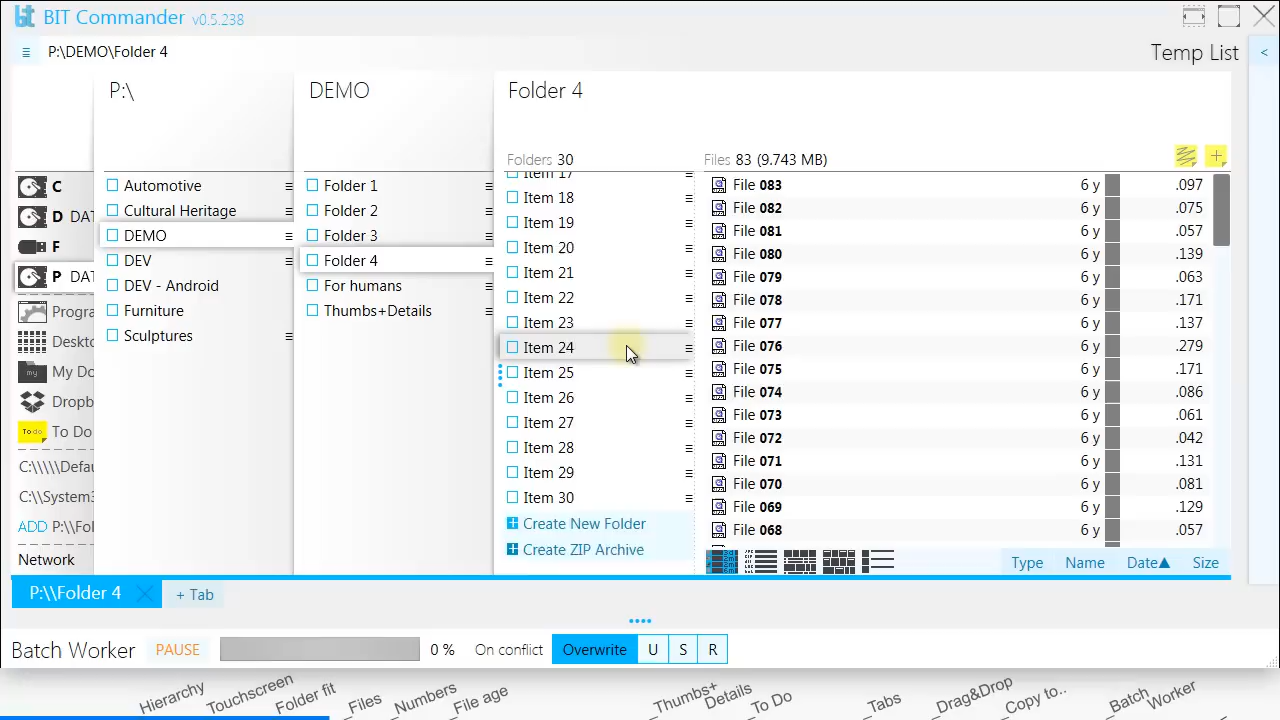 BIT Commander v0.5.238
P:\DEMO\Folder 4
Temp List
<
P:\
DEMO
Folder 4
Folders 30
Files 83 (9.743 MB)
C
D DAT
F
P DAT
Progra
Deskto
My Do
Dropb
To Do
C:\\\\\Defau
C:\\System3
ADD P:\\Fol
Network
Automotive
Cultural Heritage
DEMO
DEV
DEV - Android
Furniture
Sculptures
Folder 1
Folder 2
Folder 3
Folder 4
For humans
Thumbs+Details
Item 17
Item 18
Item 19
Item 20
Item 21
Item 22
Item 23
Item 24
Item 25
Item 26
Item 27
Item 28
Item 29
Item 30
Create New Folder
Create ZIP Archive
File 083 6 y .097
File 082 6 y .075
File 081 6 y .057
File 080 6 y .139
File 079 6 y .063
File 078 6 y .171
File 077 6 y .137
File 076 6 y .279
File 075 6 y .171
File 074 6 y .086
File 073 6 y .061
File 072 6 y .042
File 071 6 y .131
File 070 6 y .081
File 069 6 y .129
File 068 6 y .057
Type Name Date▲ Size
P:\\Folder 4
+ Tab
Batch Worker PAUSE 0 % On conflict Overwrite U S R
Hierarchy
Touchscreen
Folder fit
Files
Numbers
File age
Thumbs+
Details
To Do
Tabs
Drag&Drop
Copy to..
Batch
Worker